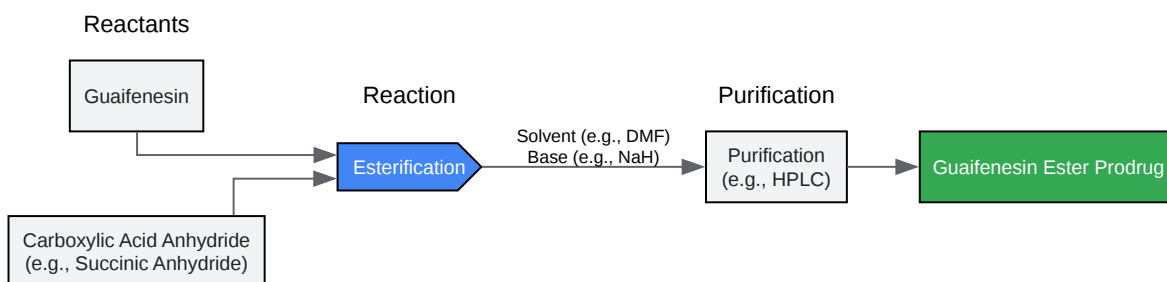 Reactants
Guaifenesin
Reaction
Purification
Solvent (e.g., DMF)
Base (e.g., NaH)
Esterification
Purification
(e.g., HPLC)
Guaifenesin Ester Prodrug
Carboxylic Acid Anhydride
(e.g., Succinic Anhydride)